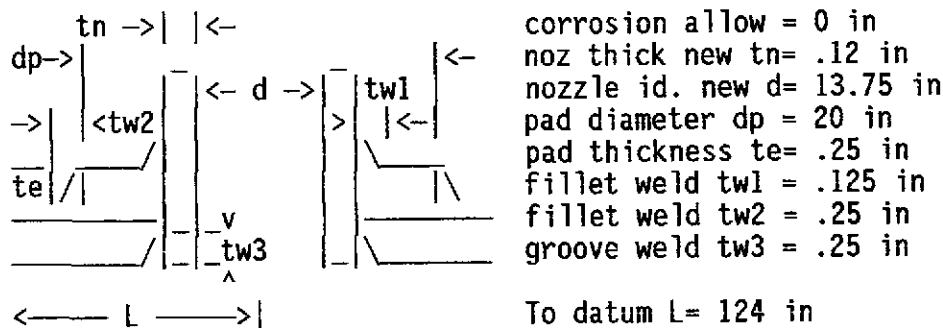 tn —>| |<— corrosion allow = 0 in
dp—> |<— noz thick new tn= .12 in
|<— d —>| tw1 nozzle id. new d= 13.75 in
—>| |<tw2 > |<— pad diameter dp = 20 in
pad thickness te= .25 in
te fillet weld tw1 = .125 in
v fillet weld tw2 = .25 in
tw3 groove weld tw3 = .25 in
^
<—— L ——>| To datum L= 124 in